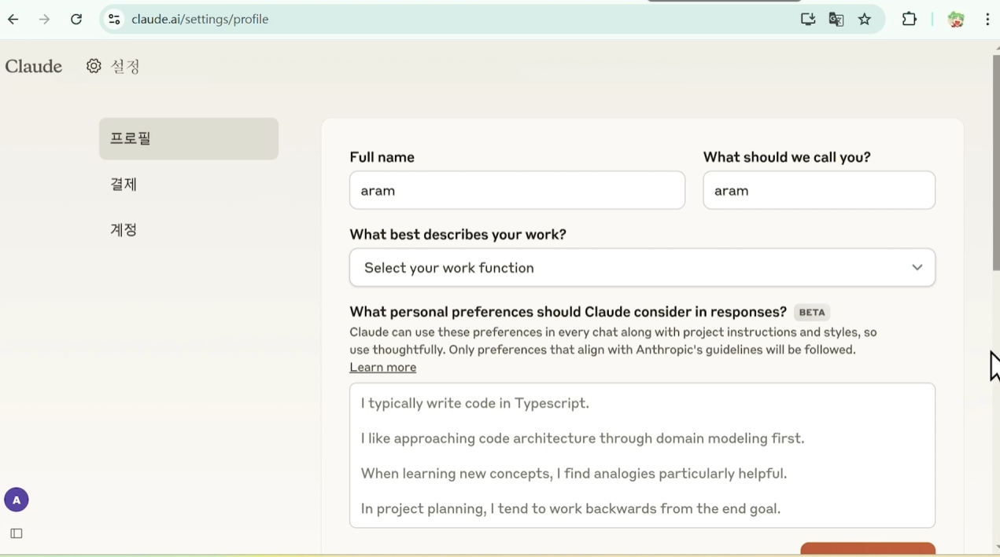 claude.ai/settings/profile
Claude
설정
프로필
결제
계정
Full name
What should we call you?
aram
aram
What best describes your work?
Select your work function
What personal preferences should Claude consider in responses? BETA
Claude can use these preferences in every chat along with project instructions and styles, so
use thoughtfully. Only preferences that align with Anthropic's guidelines will be followed.
Learn more
I typically write code in Typescript.
I like approaching code architecture through domain modeling first.
When learning new concepts, I find analogies particularly helpful.
In project planning, I tend to work backwards from the end goal.
A